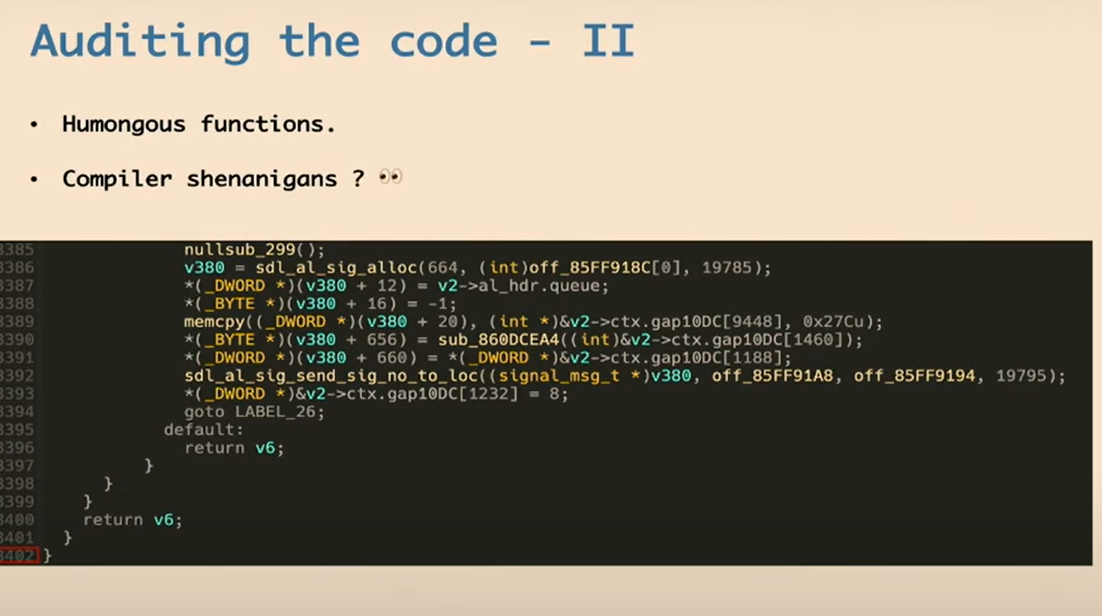 Auditing the code - II
• Humongous functions.
• Compiler shenanigans ? 👀
3385 nullsub_299();
3386 v380 = sdl_al_sig_alloc(664, (int)off_85FF918C[0], 19785);
3387 *(_DWORD *)(v380 + 12) = v2->al_hdr.queue;
3388 *(_BYTE *)(v380 + 16) = -1;
3389 memcpy((_DWORD *)(v380 + 20), (int *)&v2->ctx.gap10DC[9448], 0x27Cu);
3390 *(_BYTE *)(v380 + 656) = sub_860DCEA4((int)&v2->ctx.gap10DC[1460]);
3391 *(_DWORD *)(v380 + 660) = *(_DWORD *)&v2->ctx.gap10DC[1188];
3392 sdl_al_sig_send_sig_no_to_loc((signal_msg_t *)v380, off_85FF91A8, off_85FF9194, 19795);
3393 *(_DWORD *)&v2->ctx.gap10DC[1232] = 8;
3394 goto LABEL_26;
3395 default:
3396 return v6;
3397 }
3398 }
3399 }
3400 return v6;
3401 }
3402 }